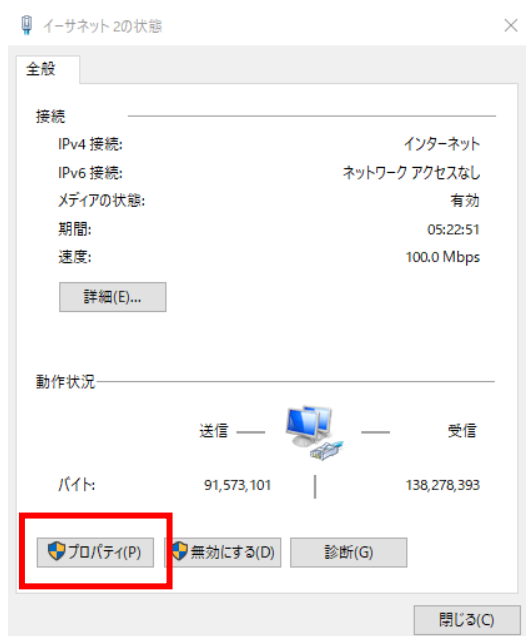 イーサネット 2の状態
全般
接続
IPv4 接続: インターネット
IPv6 接続: ネットワーク アクセスなし
メディアの状態: 有効
期間: 05:22:51
速度: 100.0 Mbps
詳細(E)...
動作状況
送信 受信
バイト: 91,573,101 138,278,393
プロパティ(P) 無効にする(D) 診断(G)
閉じる(C)